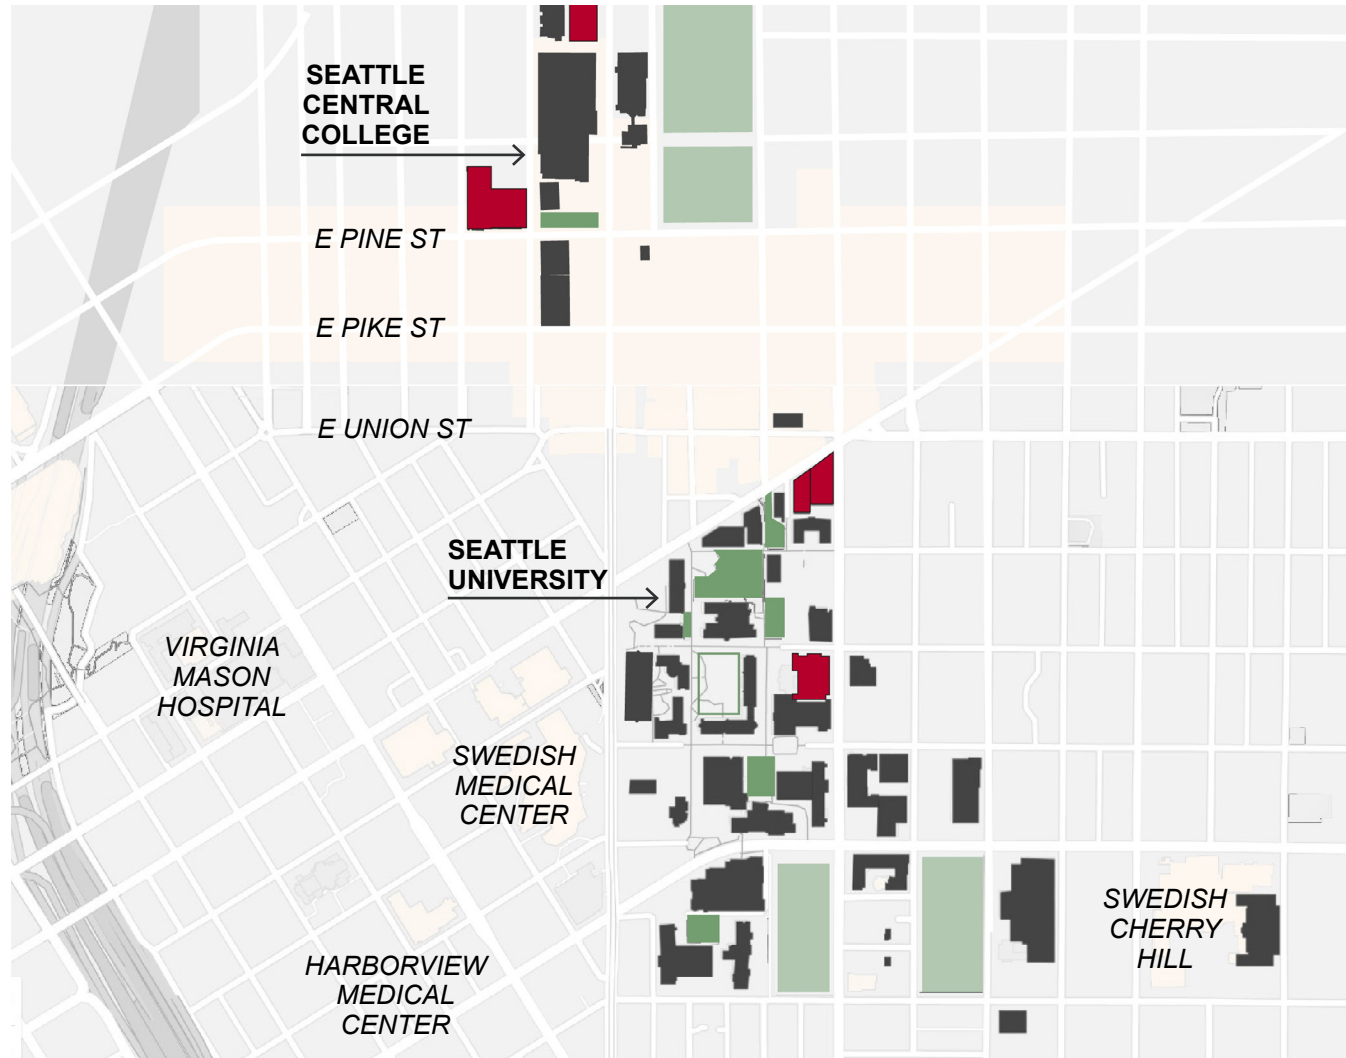 SEATTLE
CENTRAL
COLLEGE
E PINE ST
E PIKE ST
E UNION ST
SEATTLE
UNIVERSITY
VIRGINIA
MASON
HOSPITAL
SWEDISH
MEDICAL
CENTER
SWEDISH
CHERRY
HILL
HARBORVIEW
MEDICAL
CENTER